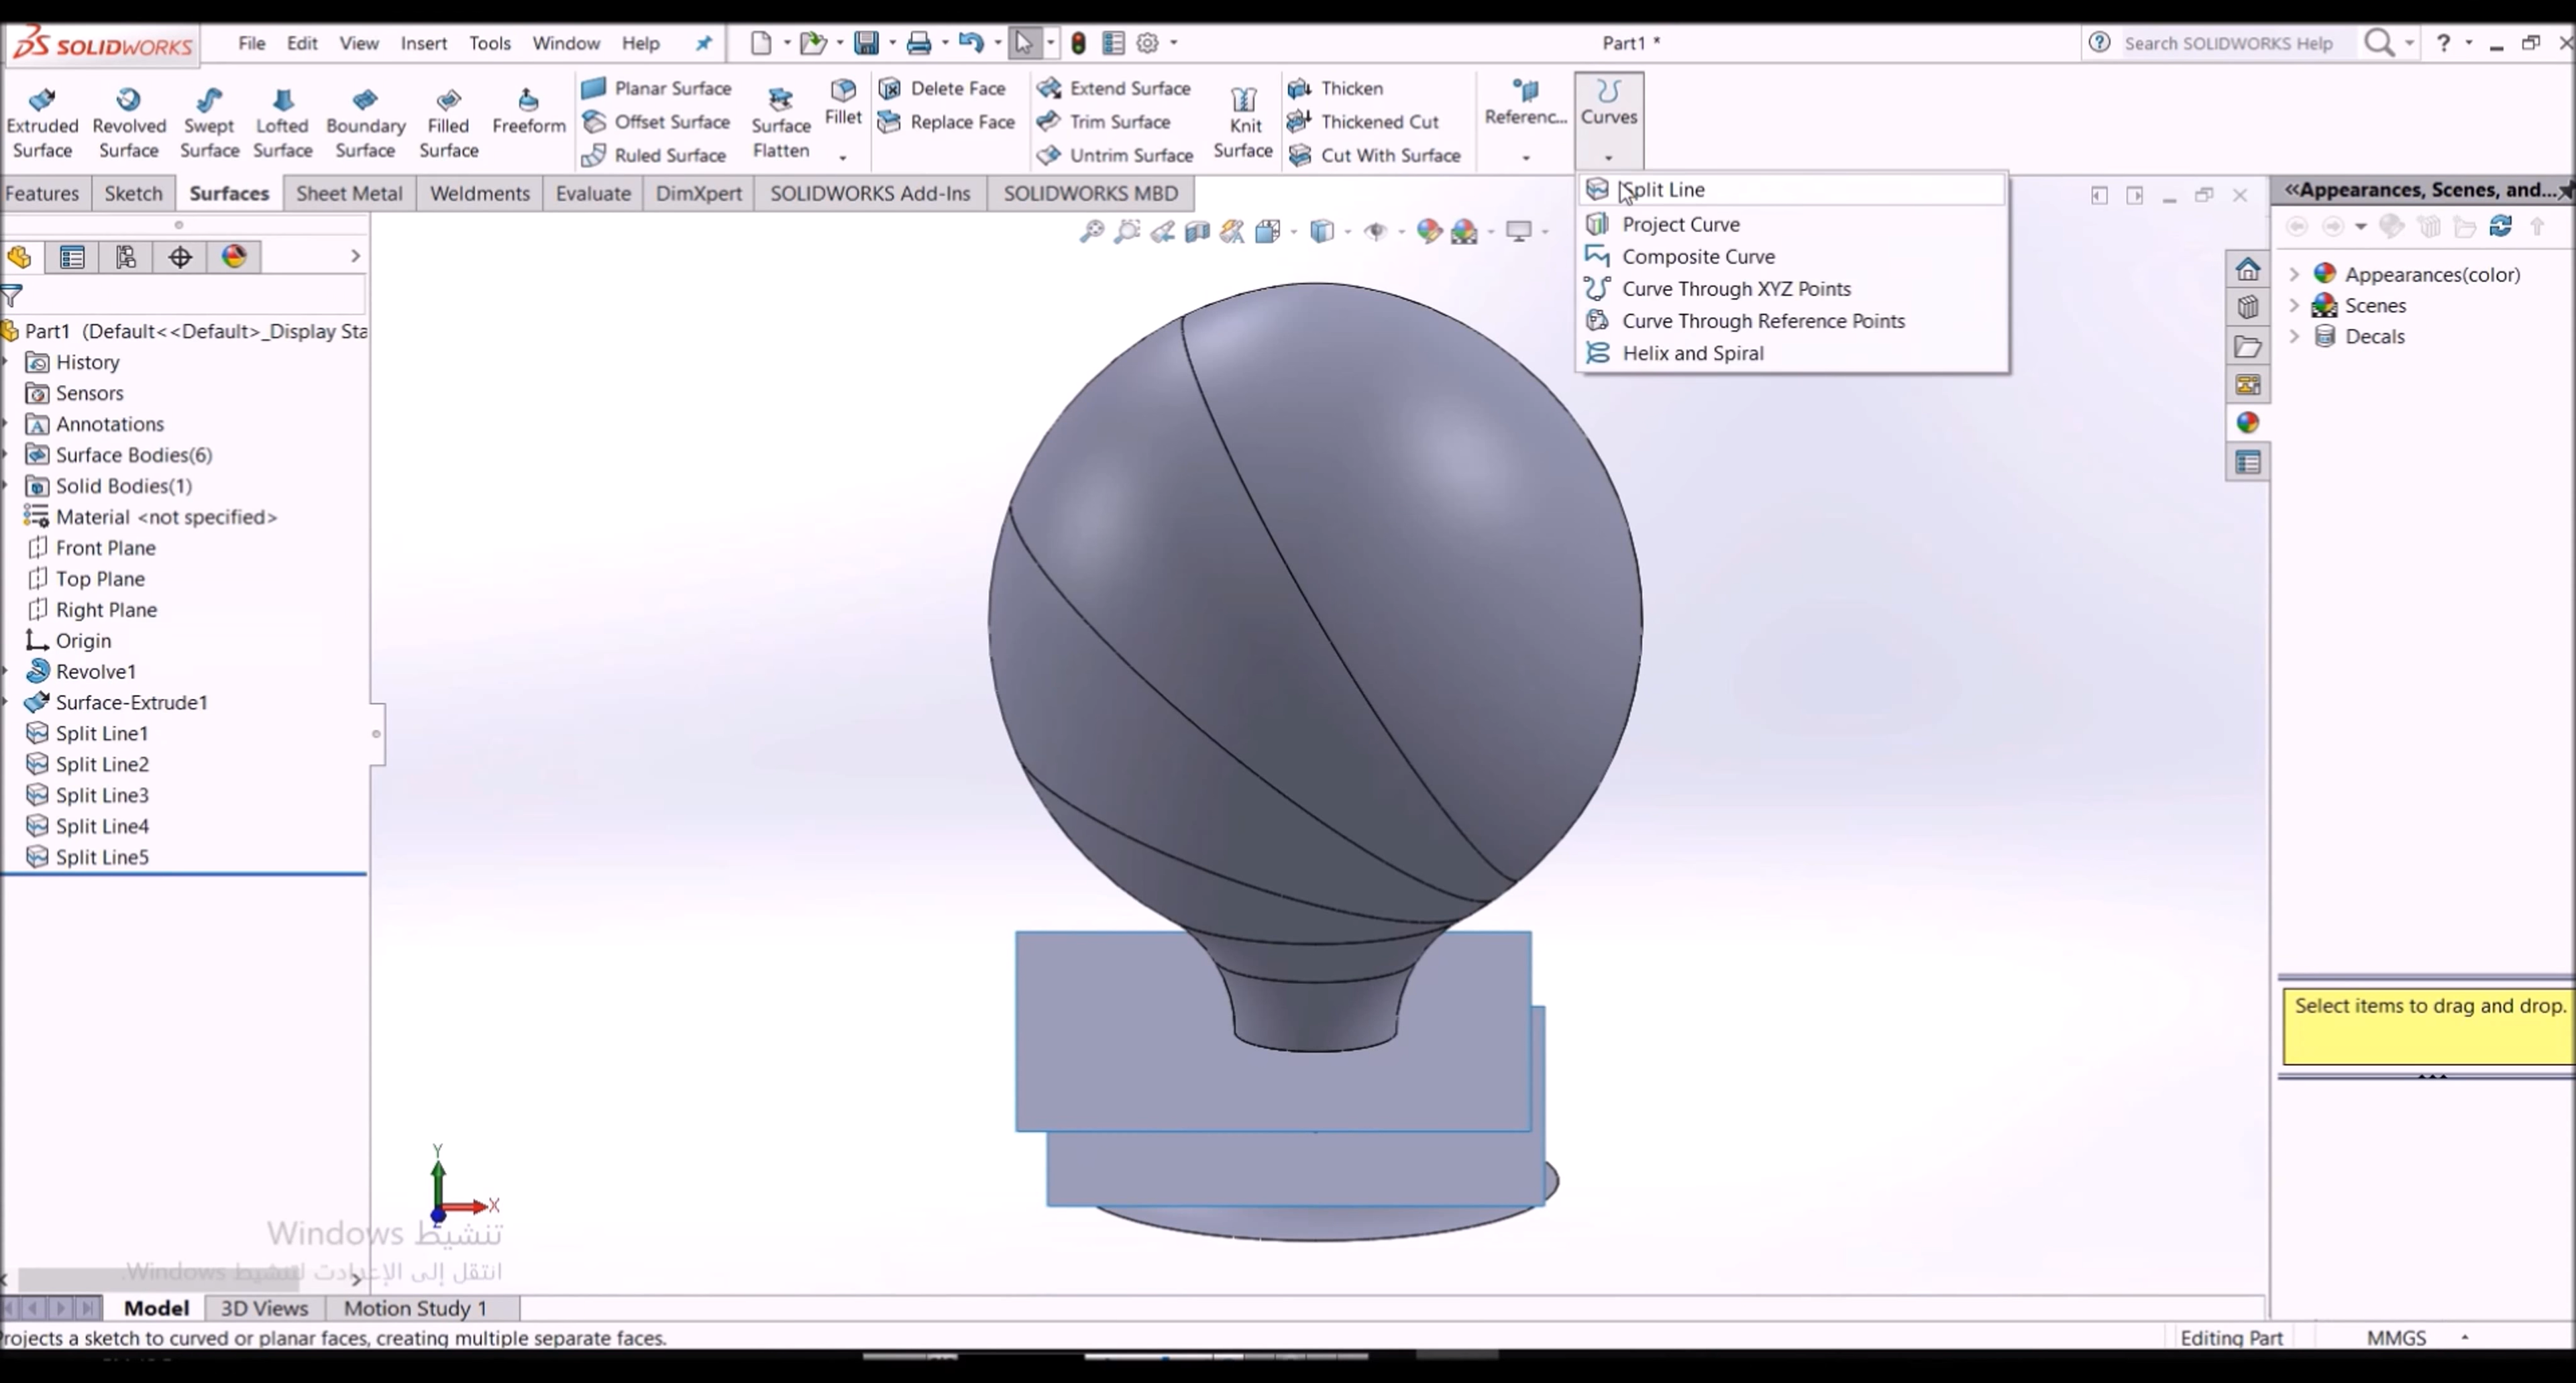 SOLIDWORKS File Edit View Insert Tools Window Help Part1 * Search SOLIDWORKS Help ?
Extruded Surface
Revolved Surface
Swept Surface
Lofted Surface
Boundary Surface
Filled Surface
Freeform
Planar Surface
Offset Surface
Ruled Surface
Surface Flatten
Fillet
Delete Face
Replace Face
Extend Surface
Trim Surface
Untrim Surface
Knit Surface
Thicken
Thickened Cut
Cut With Surface
Referenc...
Curves
Features Sketch Surfaces Sheet Metal Weldments Evaluate DimXpert SOLIDWORKS Add-Ins SOLIDWORKS MBD
Split Line
Project Curve
Composite Curve
Curve Through XYZ Points
Curve Through Reference Points
Helix and Spiral
«Appearances, Scenes, and...
Appearances(color)
Scenes
Decals
Part1 (Default<<Default>_Display Sta
History
Sensors
Annotations
Surface Bodies(6)
Solid Bodies(1)
Material <not specified>
Front Plane
Top Plane
Right Plane
Origin
Revolve1
Surface-Extrude1
Split Line1
Split Line2
Split Line3
Split Line4
Split Line5
Select items to drag and drop.
Y
X
Z
تنشيط Windows
انتقل إلى الإعدادت لتنشيط Windows.
Model 3D Views Motion Study 1
Projects a sketch to curved or planar faces, creating multiple separate faces.
Editing Part MMGS